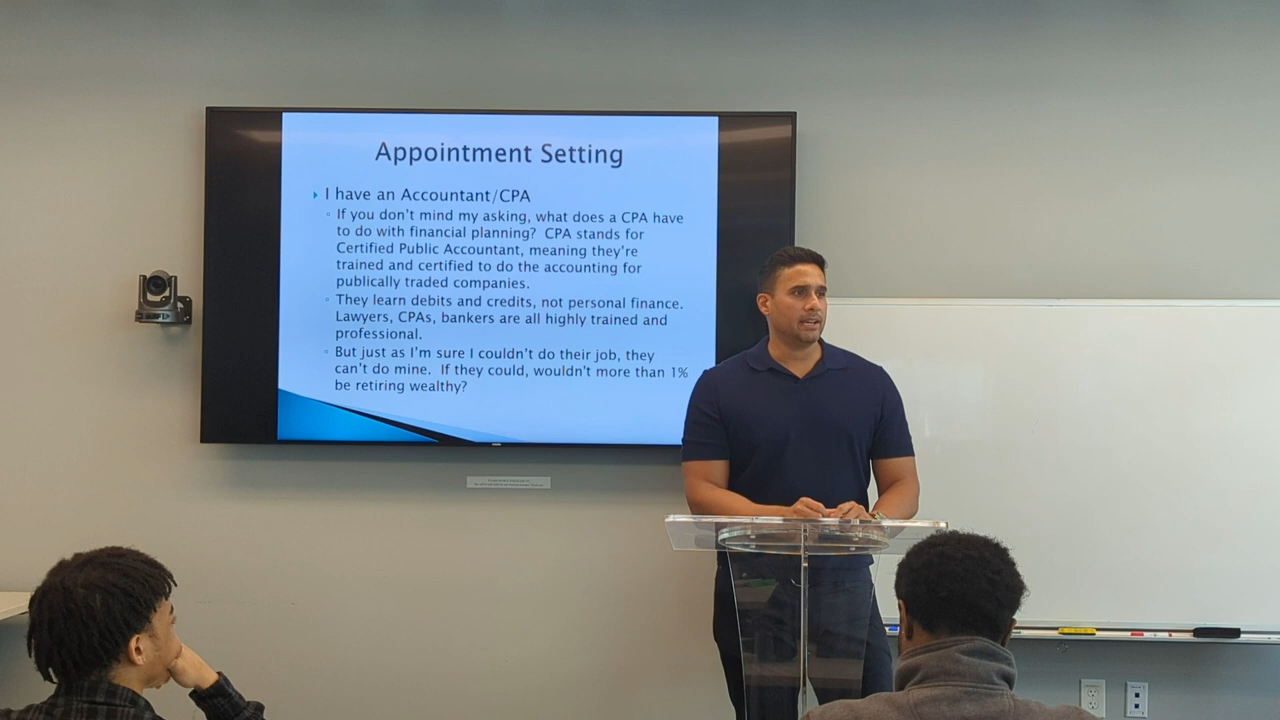 Appointment Setting
I have an Accountant/CPA
If you don't mind my asking, what does a CPA have
to do with financial planning?  CPA stands for
Certified Public Accountant, meaning they're
trained and certified to do the accounting for
publically traded companies.
They learn debits and credits, not personal finance.
Lawyers, CPAs, bankers are all highly trained and
professional.
But just as I'm sure I couldn't do their job, they
can't do mine.  If they could, wouldn't more than 1%
be retiring wealthy?